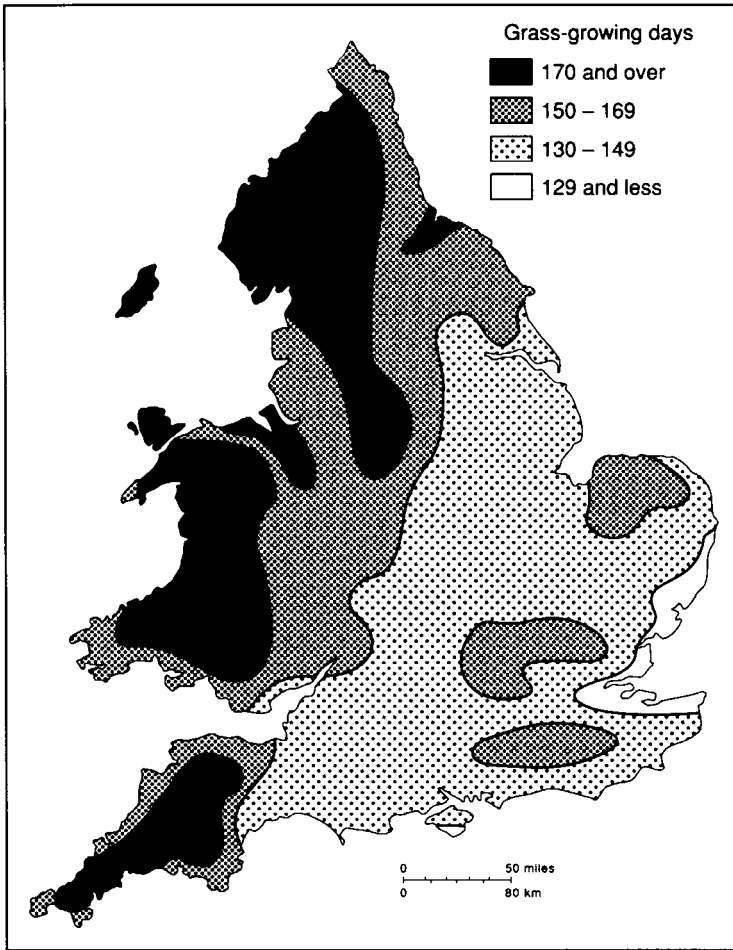 Grass-growing days
170 and over
150 – 169
130 – 149
129 and less
0 50 miles
0 80 km